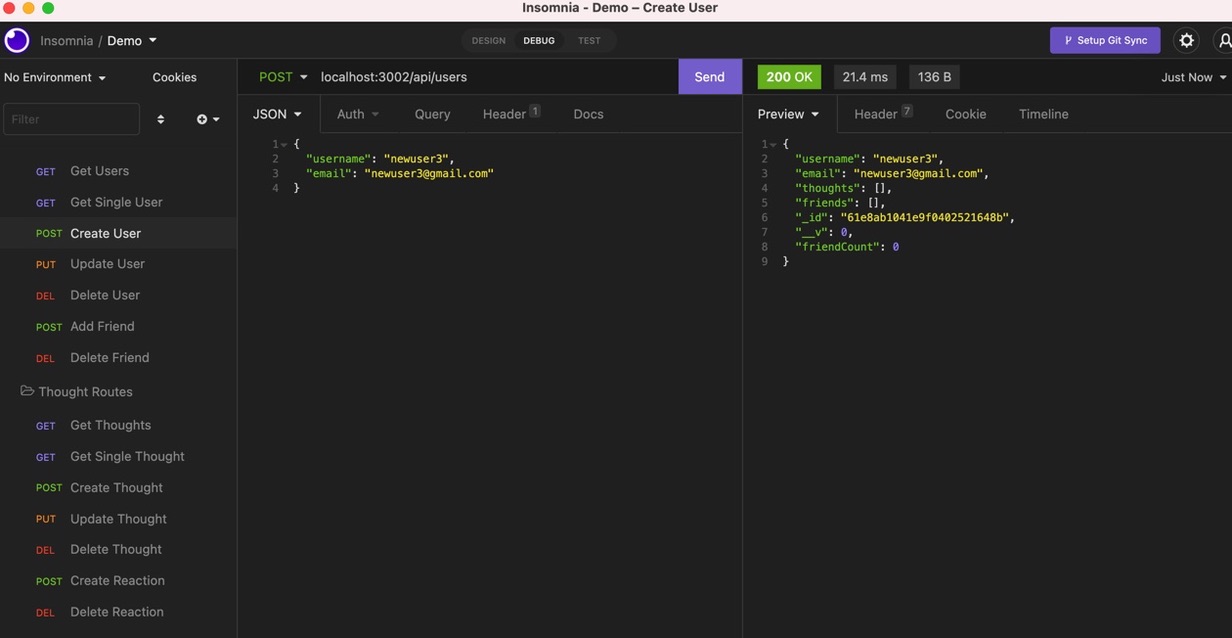 Insomnia - Demo – Create User
Insomnia / Demo
DESIGN DEBUG TEST
Setup Git Sync
No Environment Cookies
Filter
GET Get Users
GET Get Single User
POST Create User
PUT Update User
DEL Delete User
POST Add Friend
DEL Delete Friend
Thought Routes
GET Get Thoughts
GET Get Single Thought
POST Create Thought
PUT Update Thought
DEL Delete Thought
POST Create Reaction
DEL Delete Reaction
POST localhost:3002/api/users Send
JSON Auth Query Header 1 Docs
1 {
2 "username": "newuser3",
3 "email": "newuser3@gmail.com"
4 }
200 OK 21.4 ms 136 B Just Now
Preview Header 7 Cookie Timeline
1 {
2 "username": "newuser3",
3 "email": "newuser3@gmail.com",
4 "thoughts": [],
5 "friends": [],
6 "_id": "61e8ab1041e9f0402521648b",
7 "__v": 0,
8 "friendCount": 0
9 }